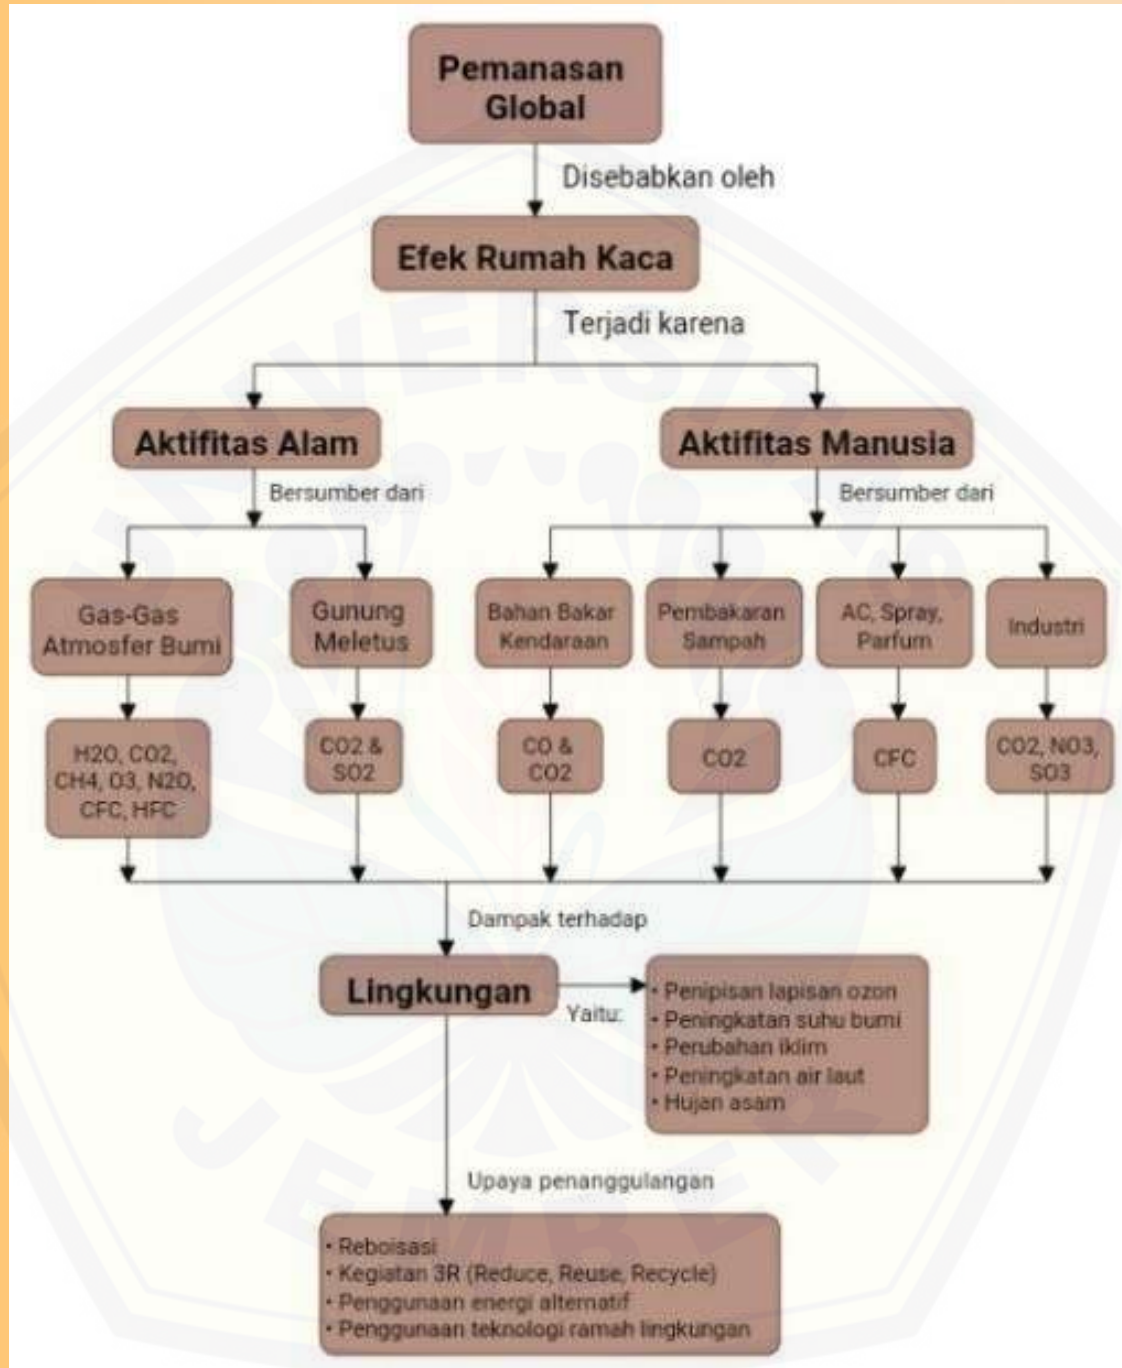 Pemanasan
Global
Disebabkan oleh
Efek Rumah Kaca
Terjadi karena
Aktifitas Alam
Aktifitas Manusia
Bersumber dari
Bersumber dari
Gas-Gas
Atmosfer Bumi
Gunung
Meletus
Bahan Bakar
Kendaraan
Pembakaran
Sampah
AC, Spray,
Parfum
Industri
H2O, CO2,
CH4, O3, N2O,
CFC, HFC
CO2 &
SO2
CO &
CO2
CO2
CFC
CO2, NO3,
SO3
Dampak terhadap
Lingkungan
Yaitu:
• Penipisan lapisan ozon
• Peningkatan suhu bumi
• Perubahan iklim
• Peningkatan air laut
• Hujan asam
Upaya penanggulangan
• Reboisasi
• Kegiatan 3R (Reduce, Reuse, Recycle)
• Penggunaan energi alternatif
• Penggunaan teknologi ramah lingkungan
UNIVERSITAS
JEMBER